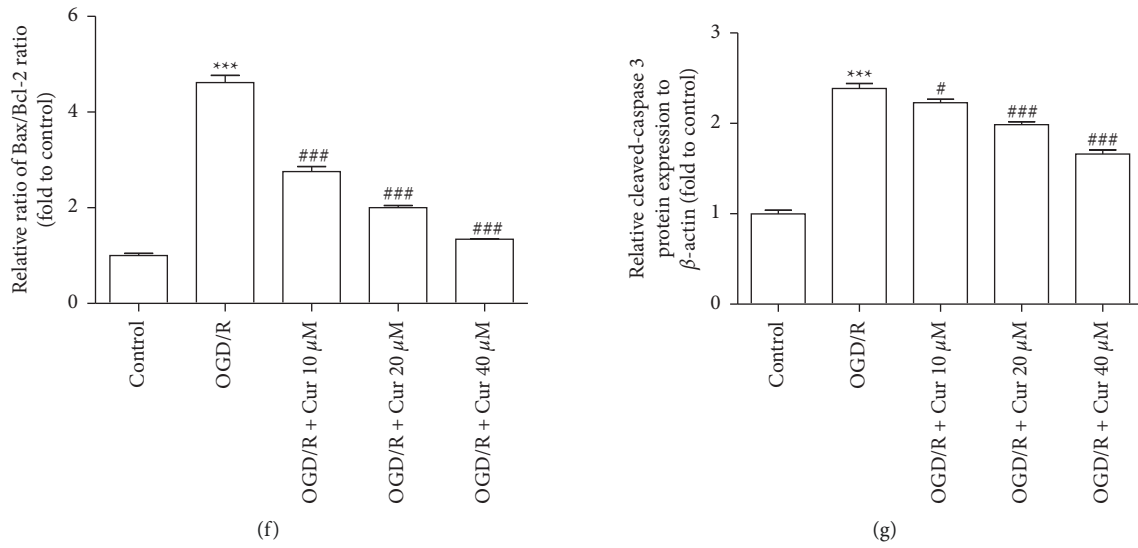 Relative ratio of Bax/Bcl-2 ratio
(fold to control)
6
4
2
0
***
###
###
###
Control
OGD/R
OGD/R + Cur 10 μM
OGD/R + Cur 20 μM
OGD/R + Cur 40 μM
(f)
Relative cleaved-caspase 3
protein expression to
β-actin (fold to control)
3
2
1
0
***
#
###
###
Control
OGD/R
OGD/R + Cur 10 μM
OGD/R + Cur 20 μM
OGD/R + Cur 40 μM
(g)